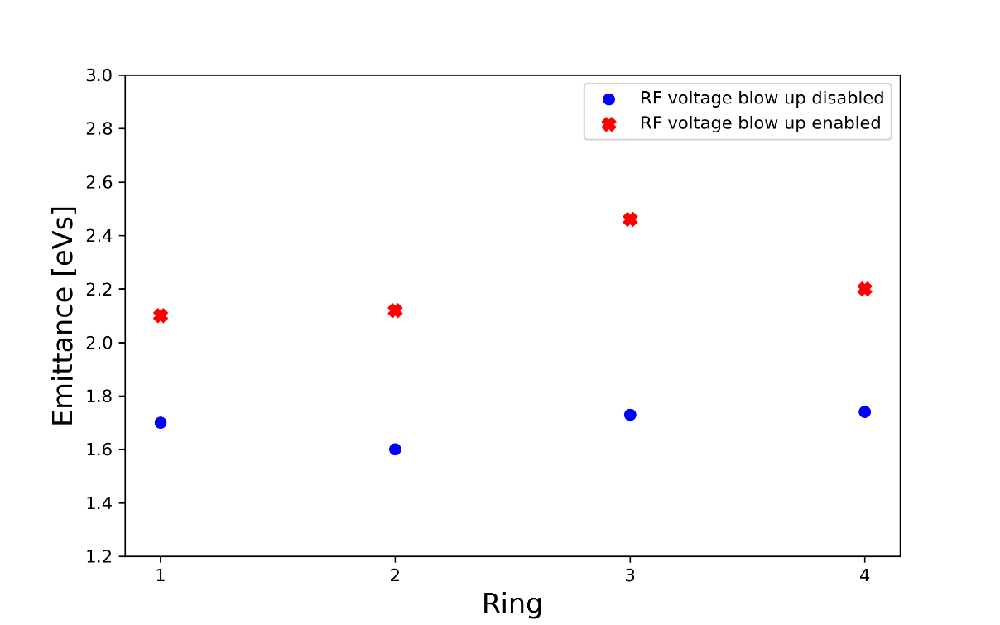 3.0
2.8
2.6
2.4
2.2
2.0
1.8
1.6
1.4
1.2
Emittance [eVs]
RF voltage blow up disabled
RF voltage blow up enabled
1 2 3 4
Ring